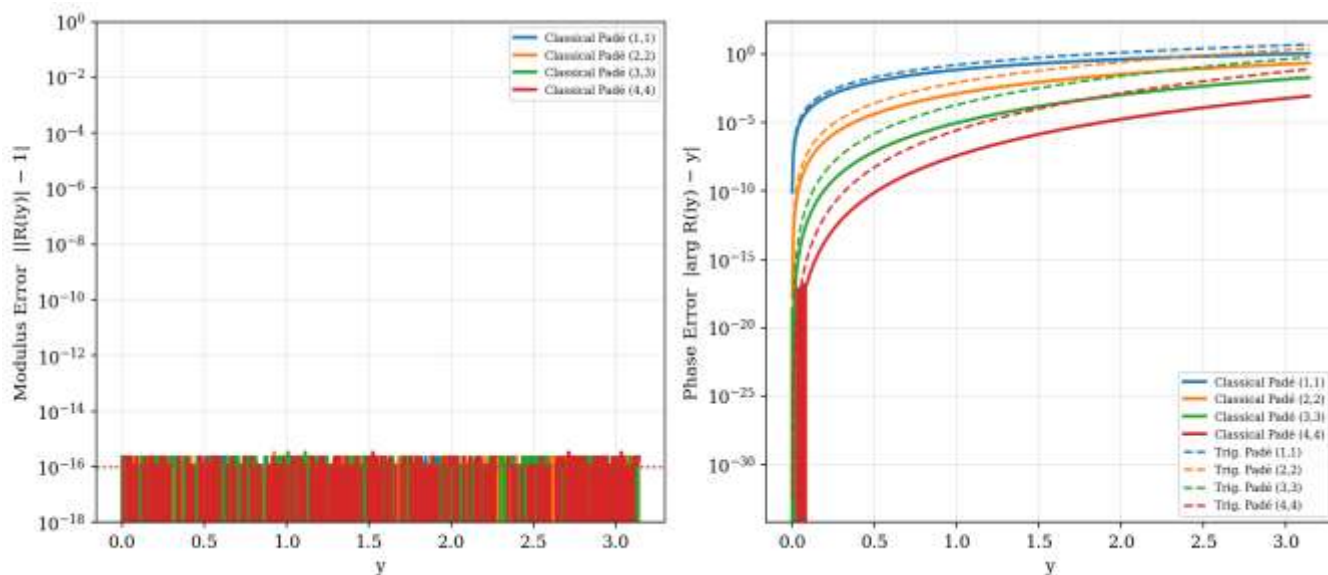 Modulus Error ||R(iy)| − 1|
10⁰
10⁻²
10⁻⁴
10⁻⁶
10⁻⁸
10⁻¹⁰
10⁻¹²
10⁻¹⁴
10⁻¹⁶
10⁻¹⁸
Classical Padé (1,1)
Classical Padé (2,2)
Classical Padé (3,3)
Classical Padé (4,4)
0.0 0.5 1.0 1.5 2.0 2.5 3.0
y
Phase Error |arg R(iy) − y|
10⁰
10⁻⁵
10⁻¹⁰
10⁻¹⁵
10⁻²⁰
10⁻²⁵
10⁻³⁰
Classical Padé (1,1)
Classical Padé (2,2)
Classical Padé (3,3)
Classical Padé (4,4)
Trig. Padé (1,1)
Trig. Padé (2,2)
Trig. Padé (3,3)
Trig. Padé (4,4)
0.0 0.5 1.0 1.5 2.0 2.5 3.0
y